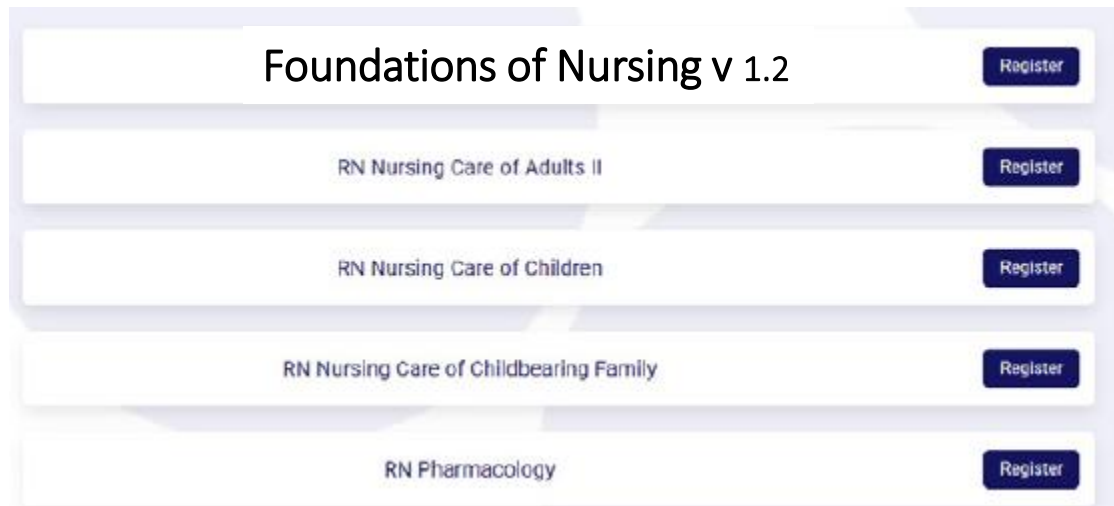 Foundations of Nursing v 1.2 Register
RN Nursing Care of Adults II Register
RN Nursing Care of Children Register
RN Nursing Care of Childbearing Family Register
RN Pharmacology Register